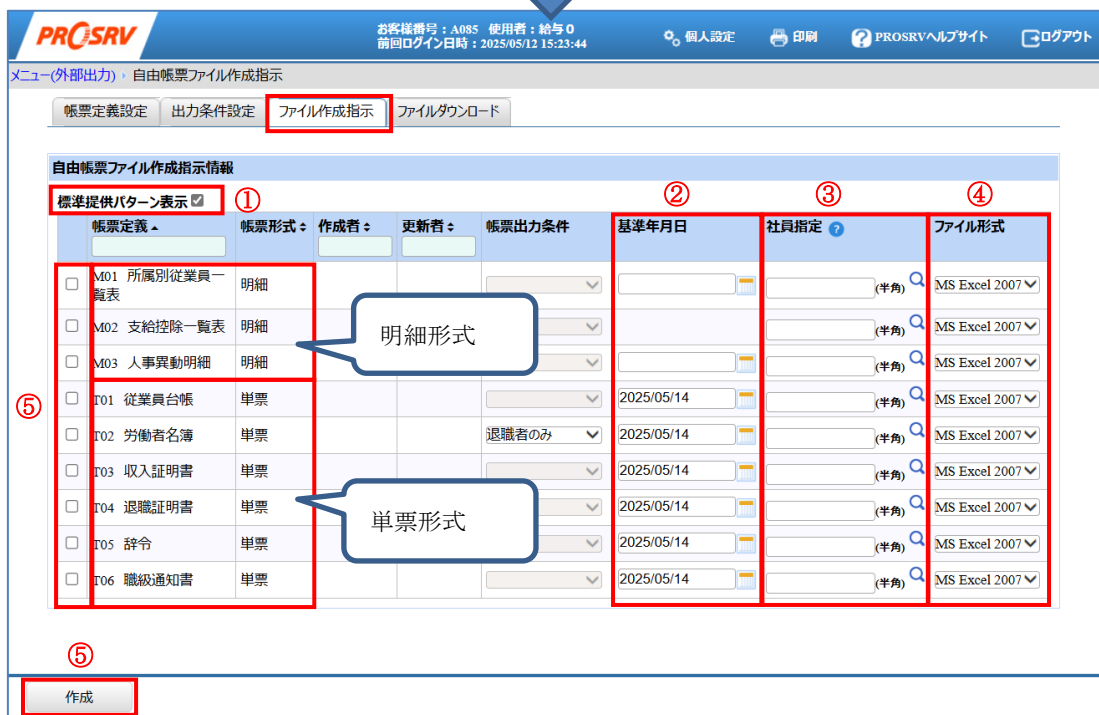 PROSRV
お客様番号：A085 使用者：給与０
前回ログイン日時：2025/05/12 15:23:44
個人設定 印刷 PROSRVヘルプサイト ログアウト
メニュー(外部出力) › 自由帳票ファイル作成指示
帳票定義設定 出力条件設定 ファイル作成指示 ファイルダウンロード
自由帳票ファイル作成指示情報
標準提供パターン表示 ① ② ③ ④
帳票定義 帳票形式 作成者 更新者 帳票出力条件 基準年月日 社員指定 ? ファイル形式
M01 所属別従業員一
覧表 明細 (半角) MS Excel 2007
M02 支給控除一覧表 明細 (半角) MS Excel 2007
明細形式
M03 人事異動明細 明細 (半角) MS Excel 2007
⑤ T01 従業員台帳 単票 2025/05/14 (半角) MS Excel 2007
T02 労働者名簿 単票 退職者のみ 2025/05/14 (半角) MS Excel 2007
T03 収入証明書 単票 2025/05/14 (半角) MS Excel 2007
T04 退職証明書 単票 2025/05/14 (半角) MS Excel 2007
単票形式
T05 辞令 単票 2025/05/14 (半角) MS Excel 2007
T06 職級通知書 単票 2025/05/14 (半角) MS Excel 2007
⑤
作成